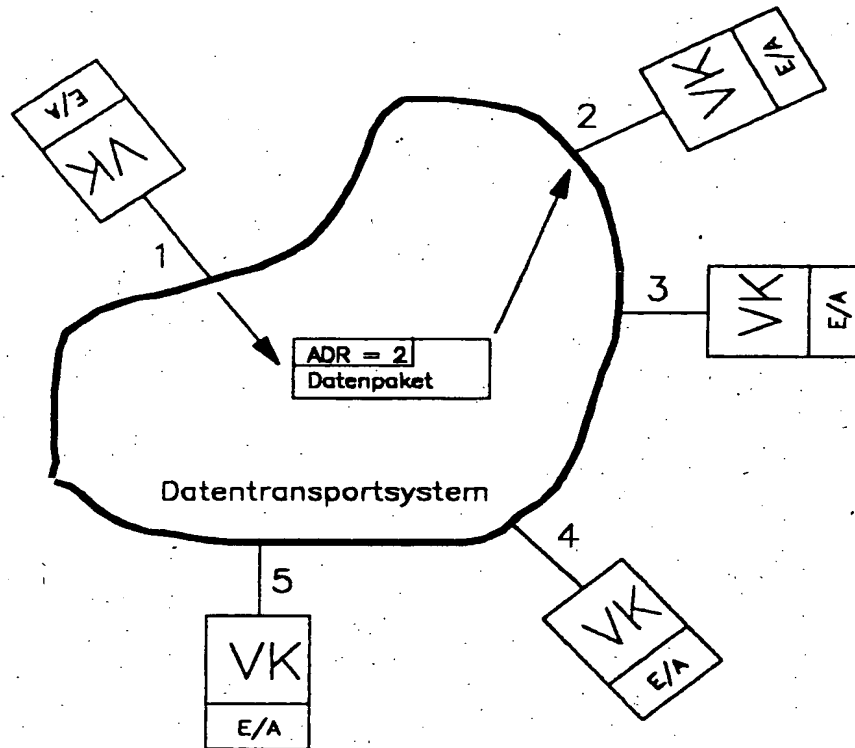 E/A
VK
1
2
VK
E/A
3
VK
E/A
ADR = 2
Datenpaket
Datentransportsystem
4
VK
E/A
5
VK
E/A